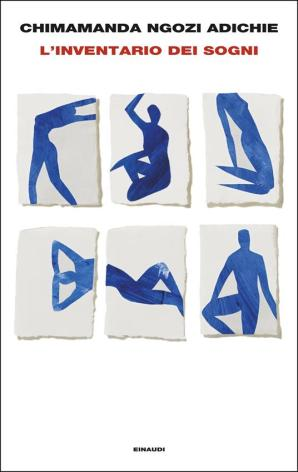 CHIMAMANDA NGOZI ADICHIE
L'INVENTARIO DEI SOGNI
EINAUDI